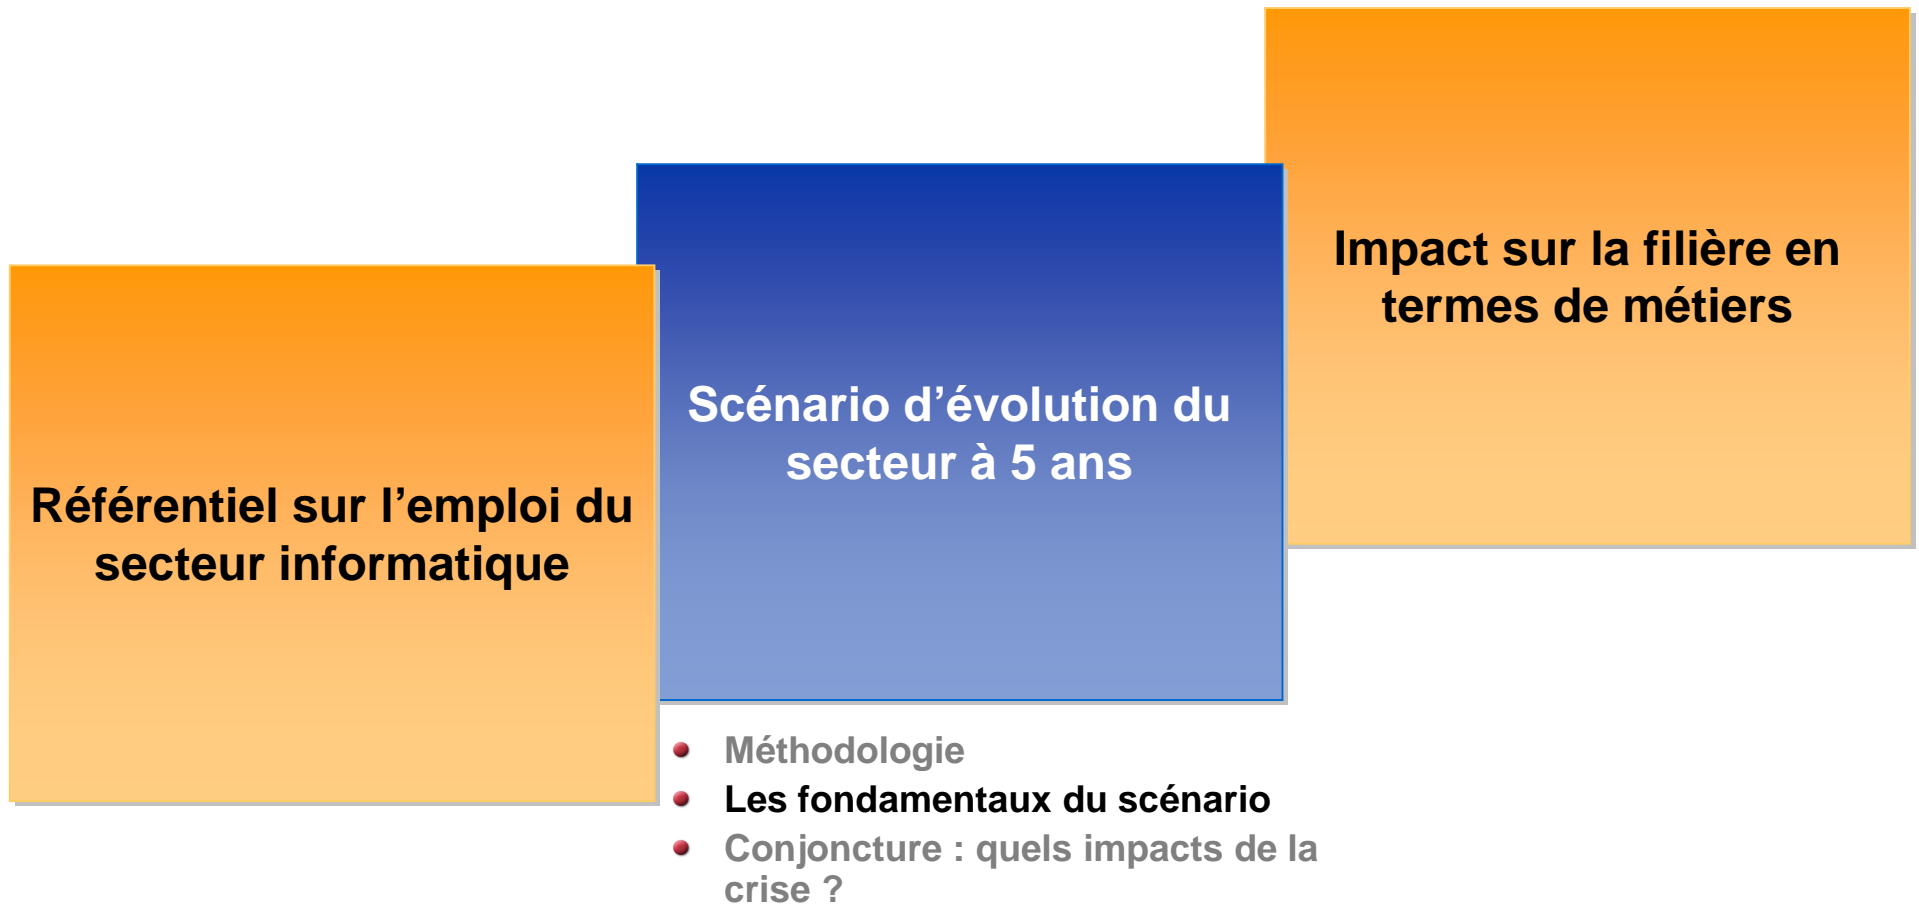 Référentiel sur l’emploi du
secteur informatique
Scénario d’évolution du
secteur à 5 ans
Impact sur la filière en
termes de métiers
Méthodologie
Les fondamentaux du scénario
Conjoncture : quels impacts de la
crise ?